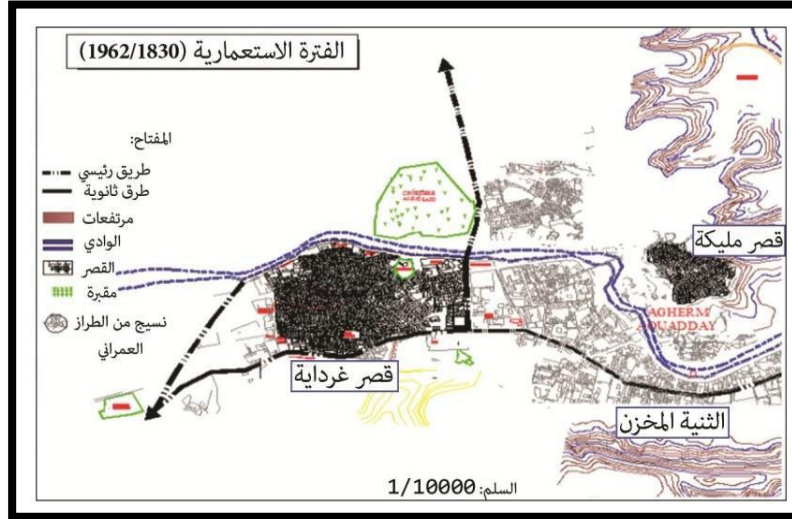 الفترة الاستعمارية (1962/1830)
المفتاح:
طريق رئيسي
طرق ثانوية
مرتفعات
الوادي
القصر
مقبرة
نسيج من الطراز
العمراني
قصر مليكة
AGHERM
AOUADDAY
قصر غرداية
الثنية المخزن
السلم: 1/10000